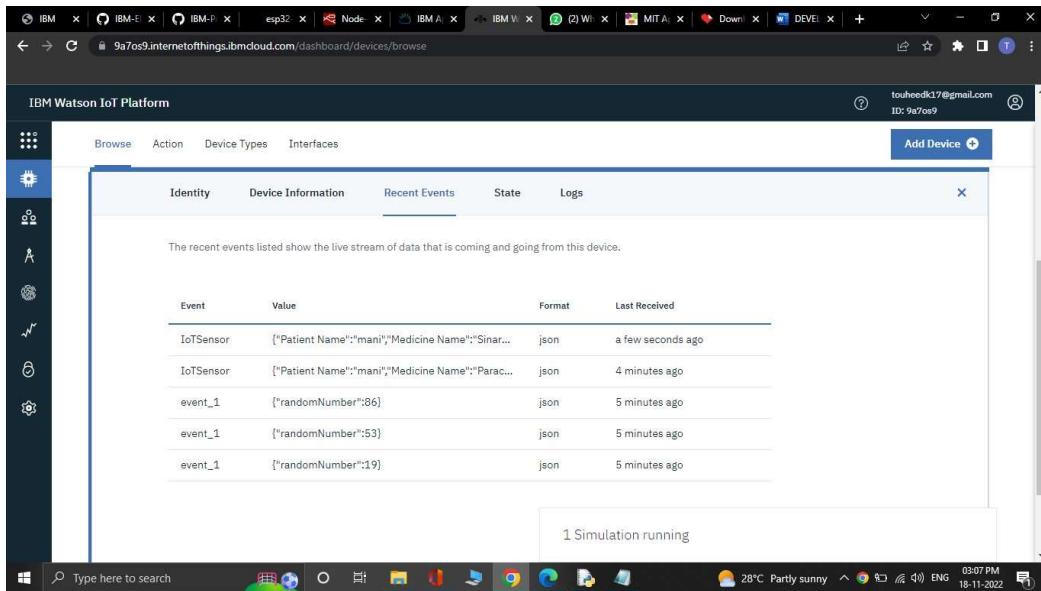 IBM
IBM-E
IBM-P
esp32
Node-
IBM A
IBM W
(2) Wh
MIT A
Down
DEVEL
9a7os9.internetofthings.ibmcloud.com/dashboard/devices/browse
T
IBM Watson IoT Platform
touheedk17@gmail.com
ID: 9a7os9
Browse Action Device Types Interfaces
Add Device
Identity Device Information Recent Events State Logs
The recent events listed show the live stream of data that is coming and going from this device.
Event Value Format Last Received
IoTSensor {"Patient Name":"mani","Medicine Name":"Sinar... json a few seconds ago
IoTSensor {"Patient Name":"mani","Medicine Name":"Parac... json 4 minutes ago
event_1 {"randomNumber":86} json 5 minutes ago
event_1 {"randomNumber":53} json 5 minutes ago
event_1 {"randomNumber":19} json 5 minutes ago
1 Simulation running
Type here to search
28°C Partly sunny
ENG
03:07 PM
18-11-2022